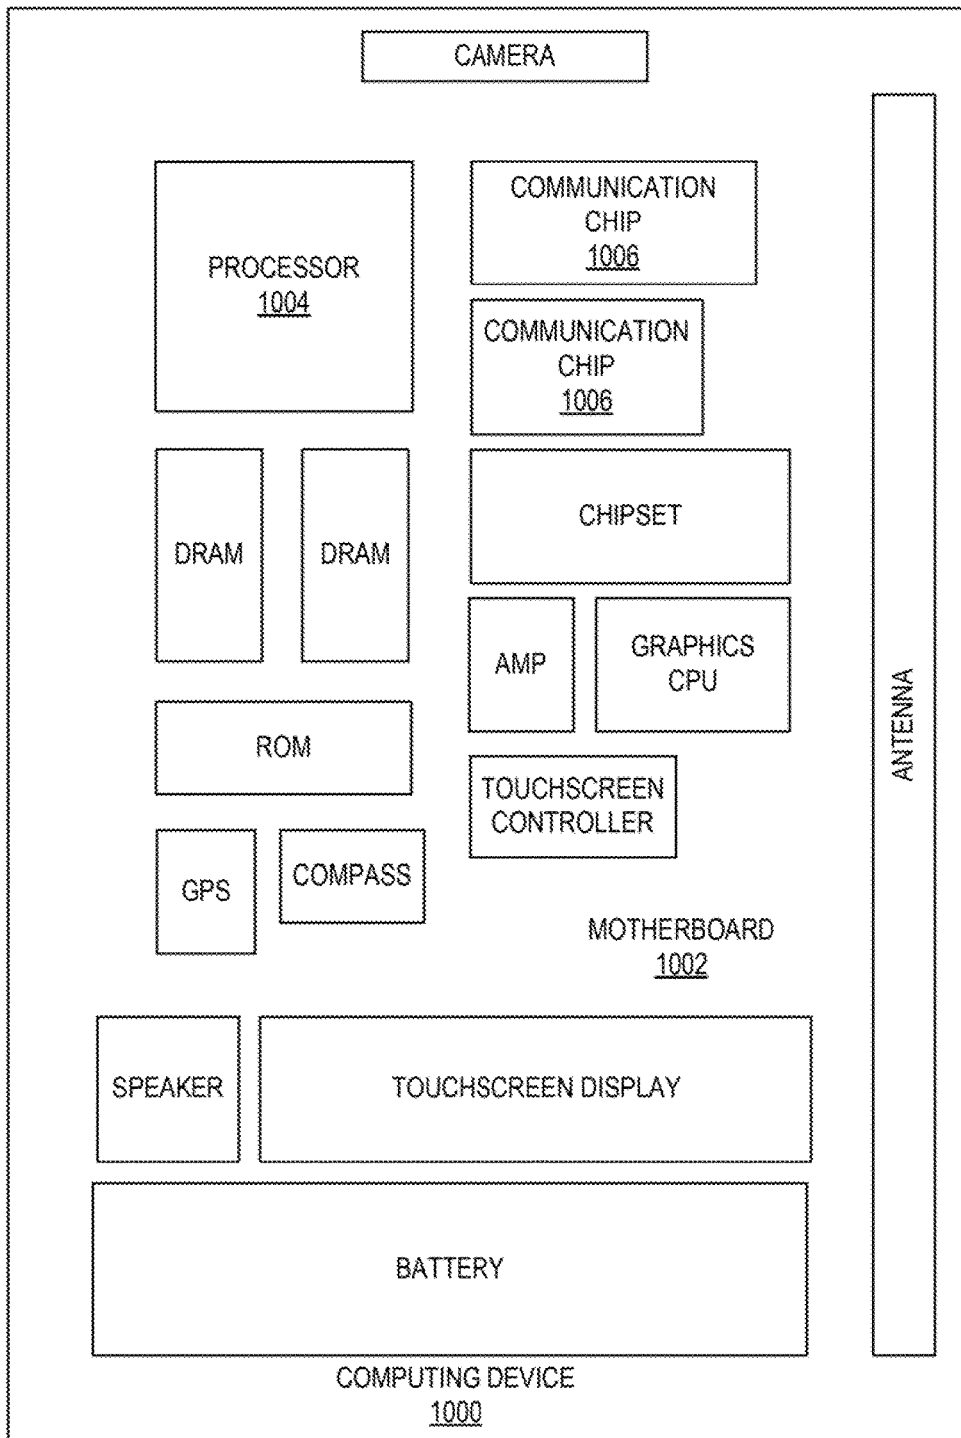 CAMERA
PROCESSOR
1004
COMMUNICATION
CHIP
1006
COMMUNICATION
CHIP
1006
DRAM
DRAM
CHIPSET
AMP
GRAPHICS
CPU
ROM
TOUCHSCREEN
CONTROLLER
GPS
COMPASS
MOTHERBOARD
1002
ANTENNA
SPEAKER
TOUCHSCREEN DISPLAY
BATTERY
COMPUTING DEVICE
1000